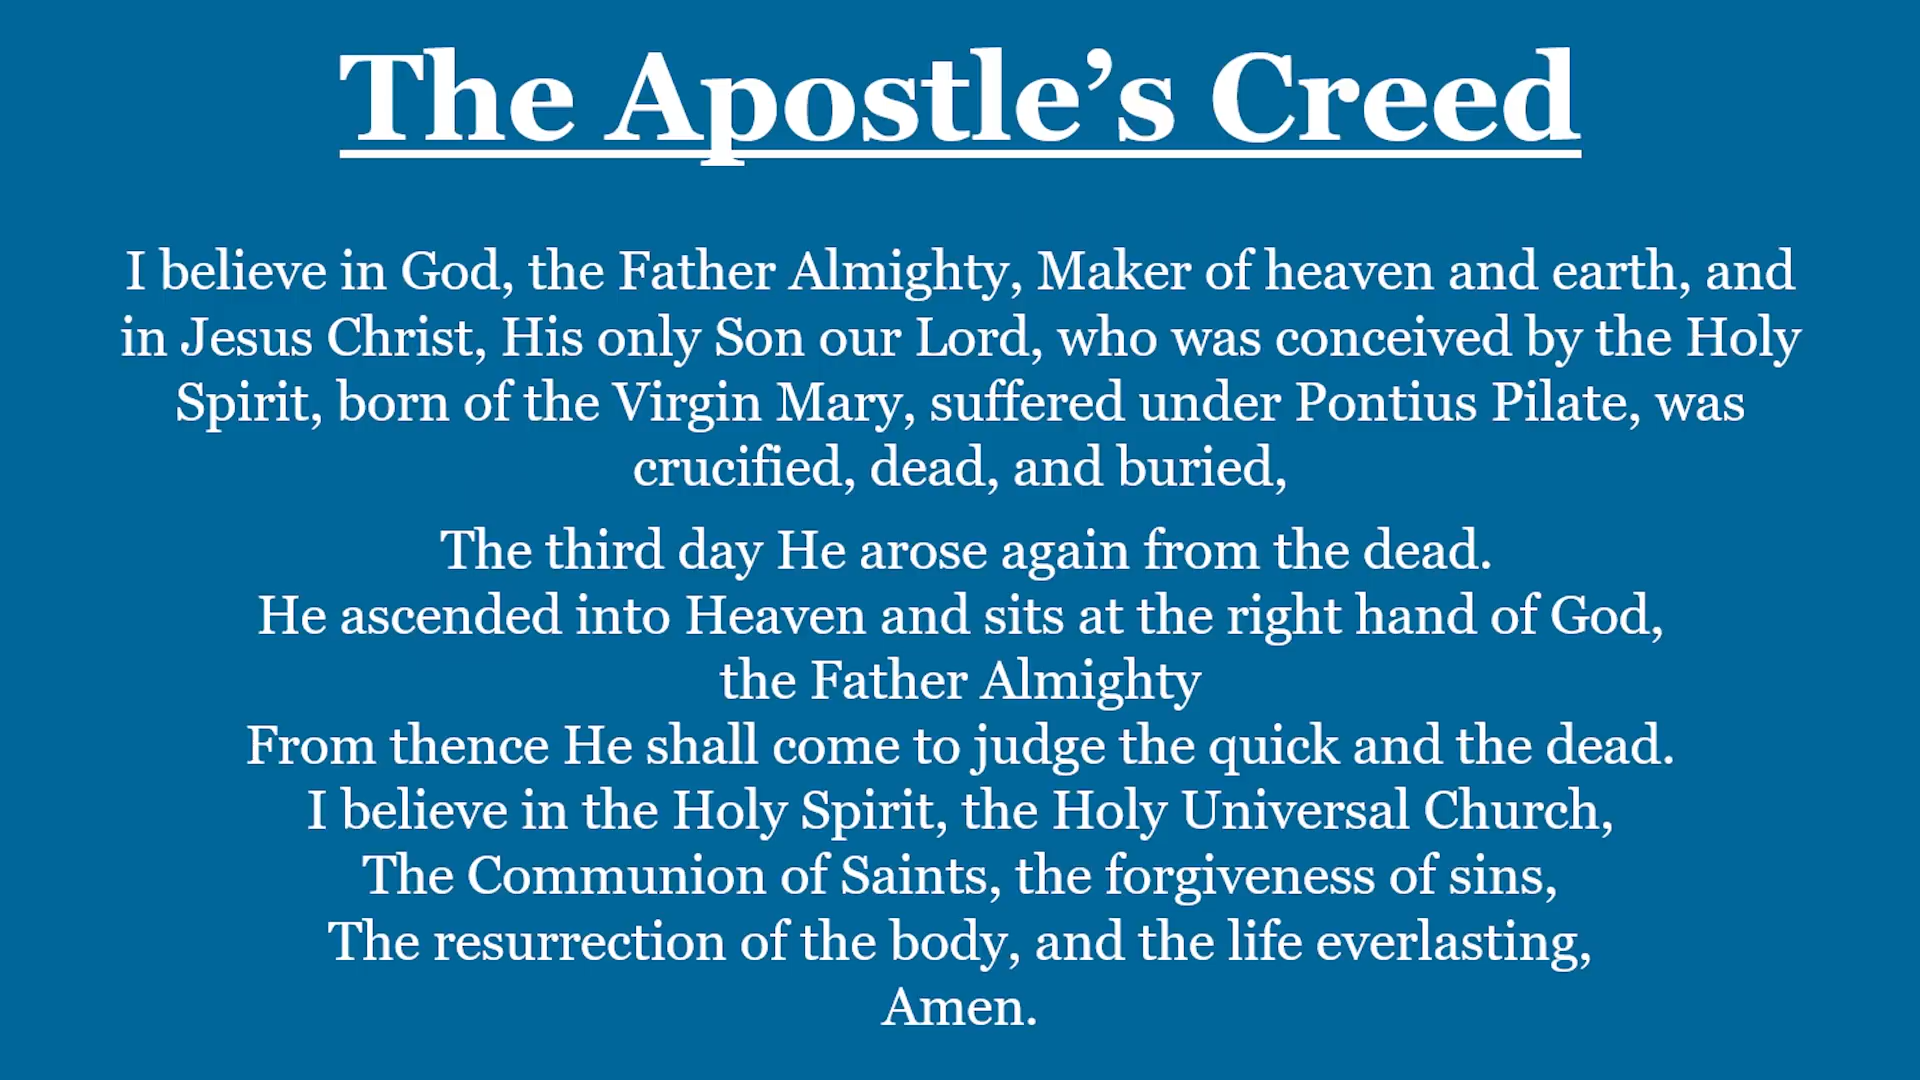 The Apostle’s Creed
I believe in God, the Father Almighty, Maker of heaven and earth, and
in Jesus Christ, His only Son our Lord, who was conceived by the Holy
Spirit, born of the Virgin Mary, suffered under Pontius Pilate, was
crucified, dead, and buried,
The third day He arose again from the dead.
He ascended into Heaven and sits at the right hand of God,
the Father Almighty
From thence He shall come to judge the quick and the dead.
I believe in the Holy Spirit, the Holy Universal Church,
The Communion of Saints, the forgiveness of sins,
The resurrection of the body, and the life everlasting,
Amen.